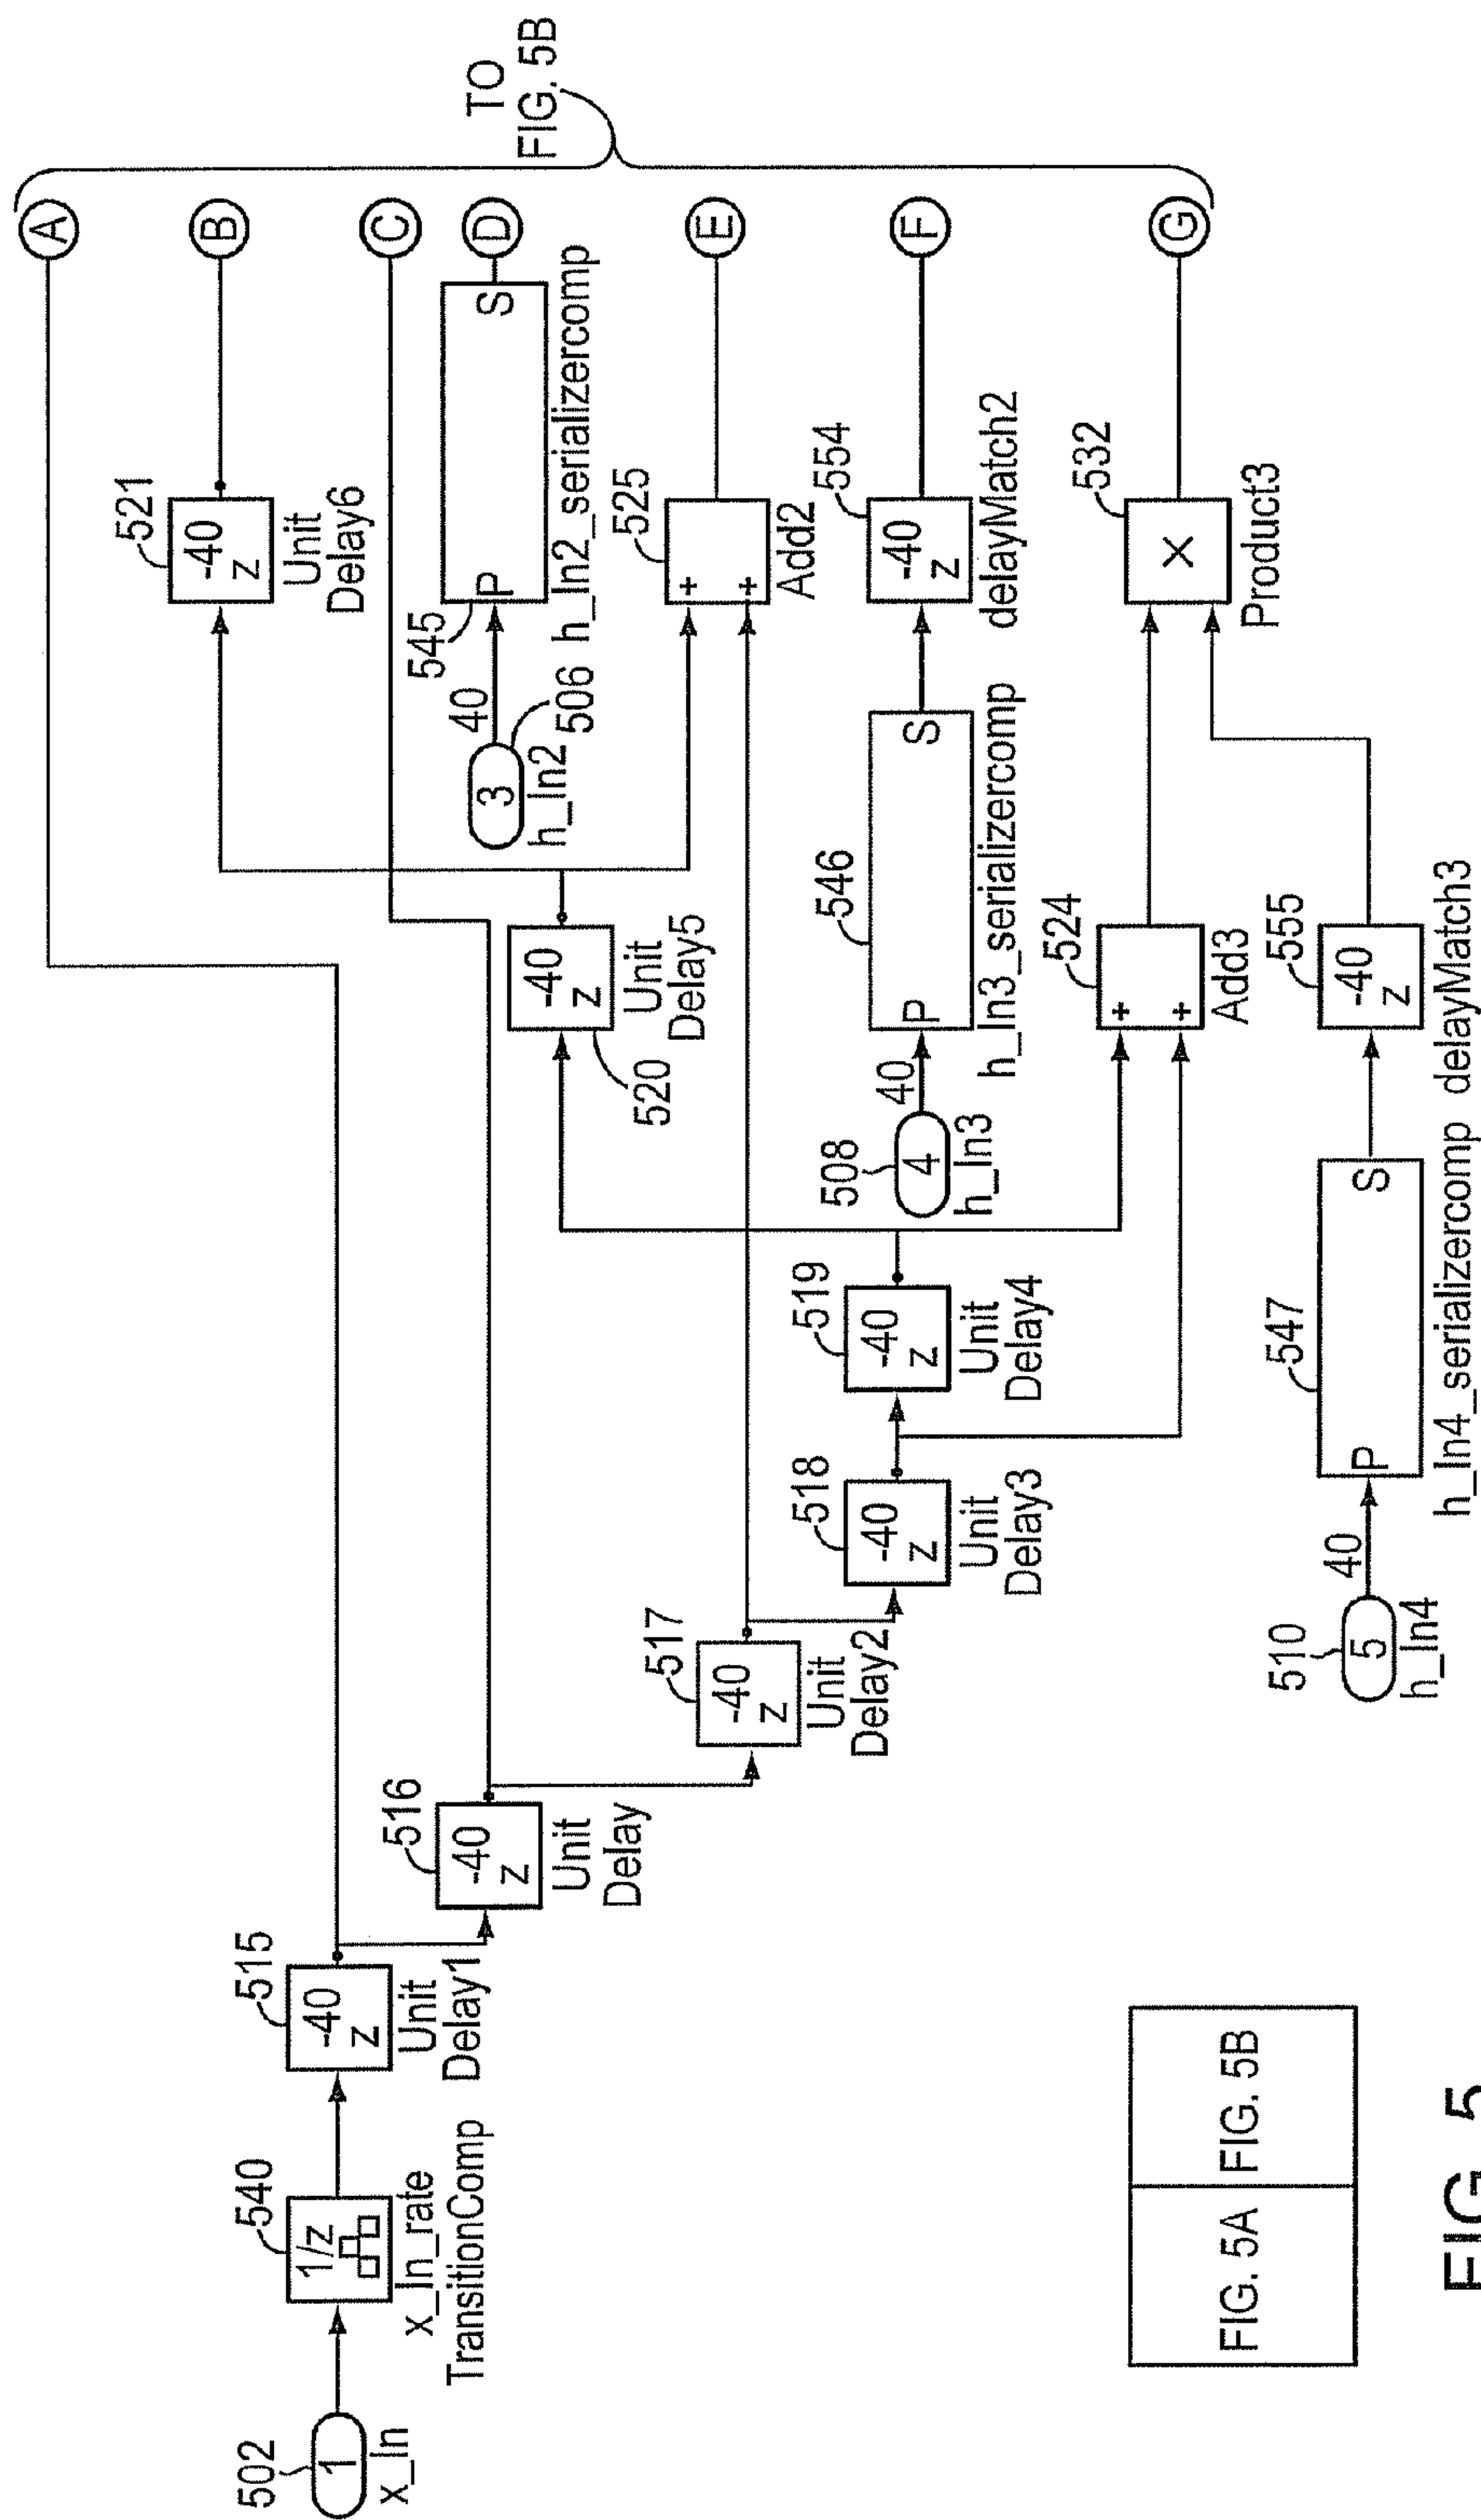 502
1
x_In
540
1/z
x_In_rate
TransitionComp
515
-40
z
Unit
Delay1
516
-40
z
Unit
Delay
517
-40
z
Unit
Delay2
518
-40
z
Unit
Delay3
519
-40
z
Unit
Delay4
520
-40
z
Unit
Delay5
521
-40
z
Unit
Delay6
3
506
h_In2
40
545
P
S
h_In2_serializercomp
525
+
+
Add2
508
4
h_In3
40
546
P
S
h_In3_serializercomp
554
-40
z
delayMatch2
524
+
+
Add3
532
X
Product3
510
5
h_In4
40
547
P
S
h_In4_serializercomp
555
-40
z
delayMatch3
A
B
C
D
E
F
G
TO
FIG. 5B
FIG. 5A
FIG. 5B
FIG. 5